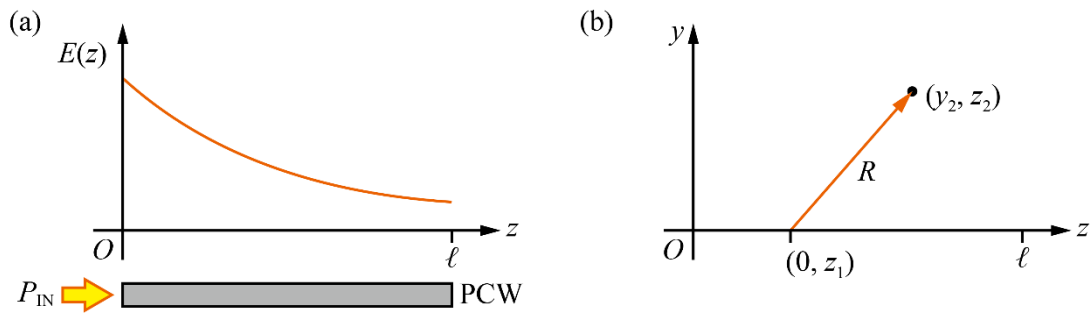 (a)
E(z)
O
ℓ
z
P_IN
PCW
(b)
y
(y₂, z₂)
R
O
(0, z₁)
ℓ
z